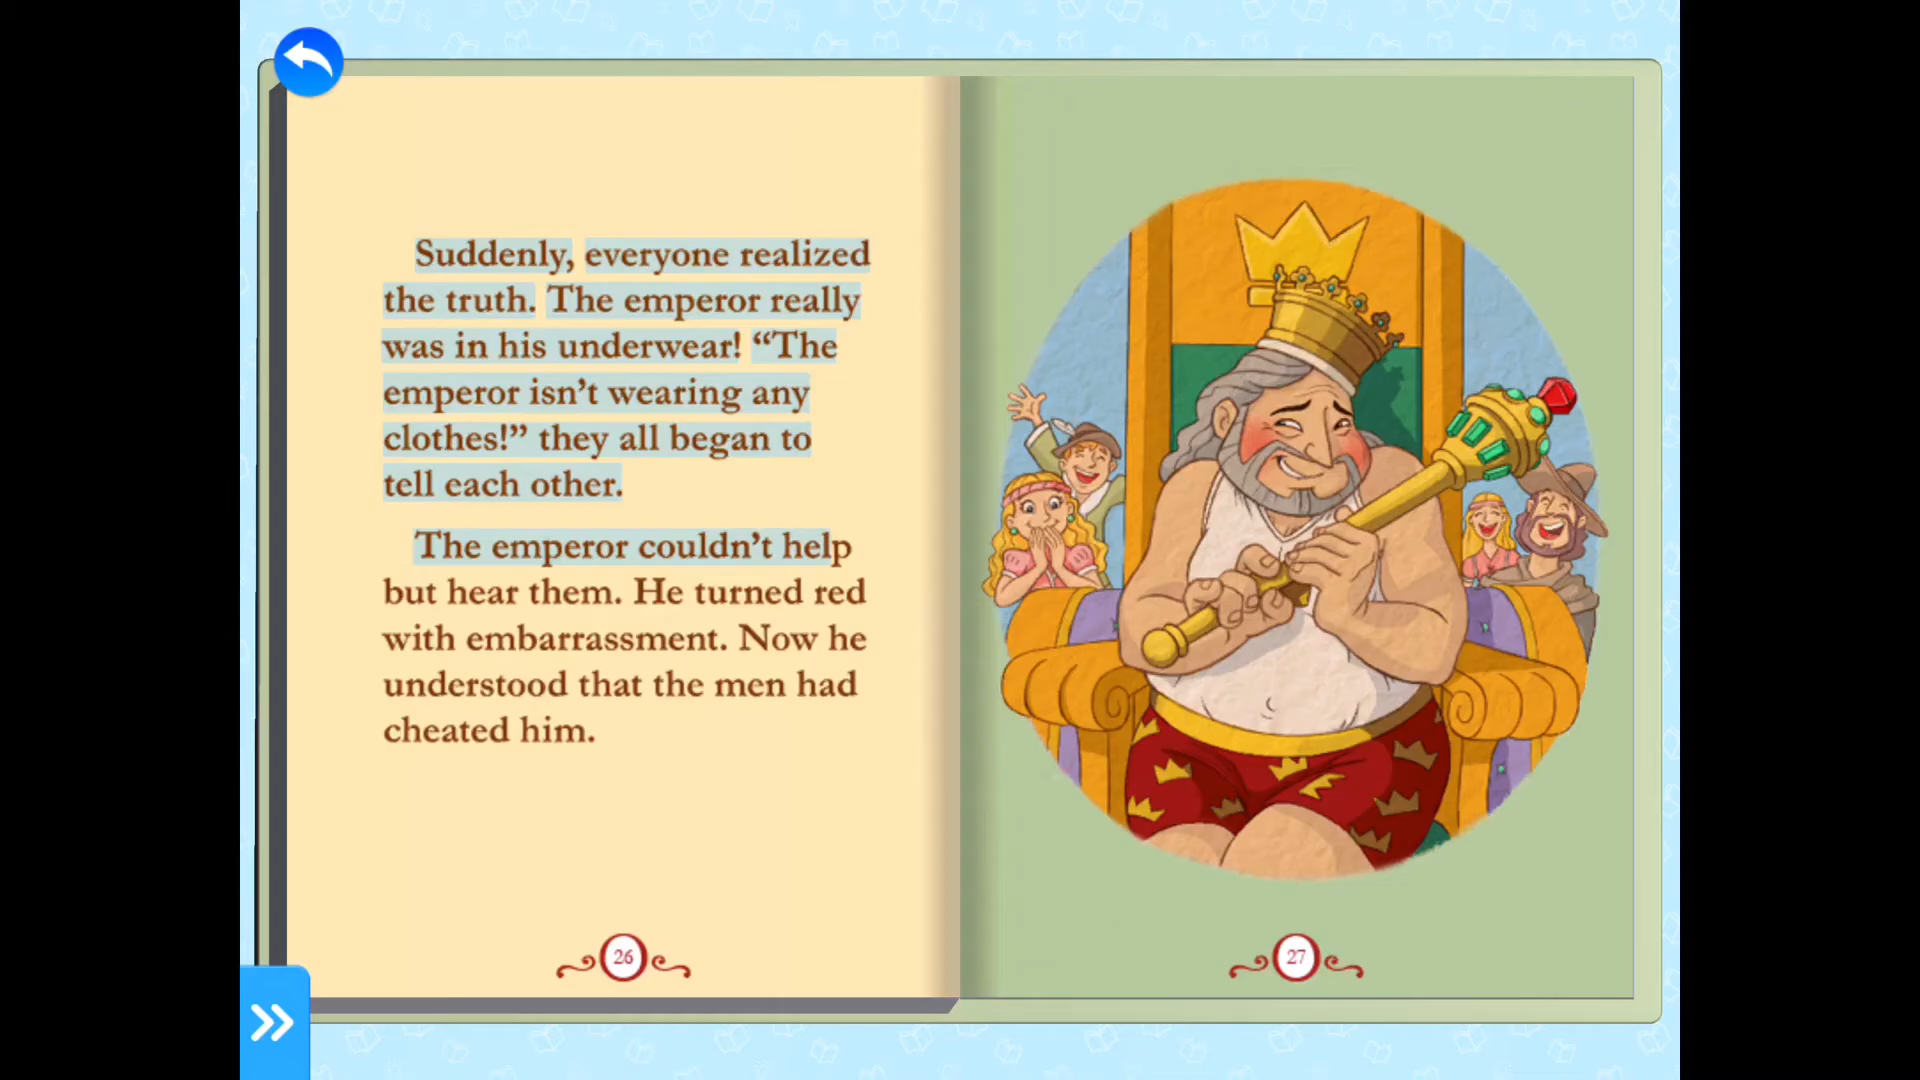 Suddenly, everyone realized
the truth. The emperor really
was in his underwear! “The
emperor isn’t wearing any
clothes!” they all began to
tell each other.
The emperor couldn’t help
but hear them. He turned red
with embarrassment. Now he
understood that the men had
cheated him.
26
27